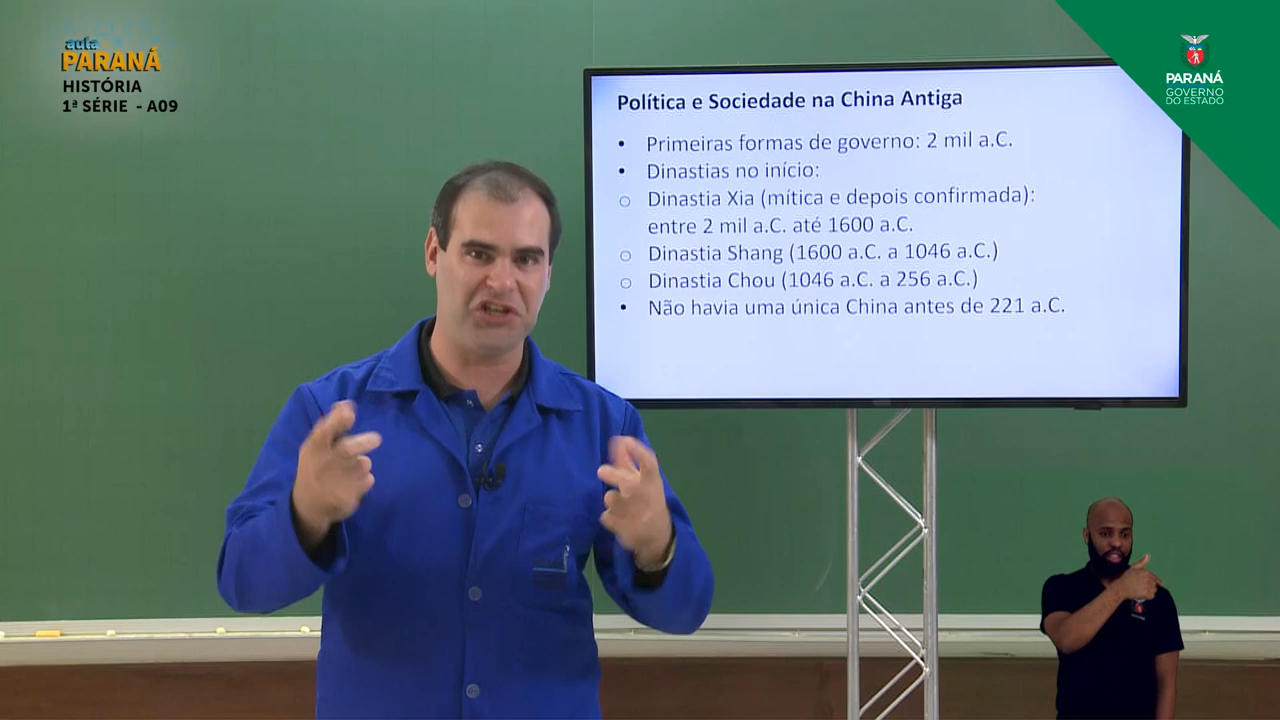 aula
PARANÁ
HISTÓRIA
1ª SÉRIE - A09
PARANÁ
GOVERNO
DO ESTADO
Política e Sociedade na China Antiga
• Primeiras formas de governo: 2 mil a.C.
• Dinastias no início:
○ Dinastia Xia (mítica e depois confirmada):
entre 2 mil a.C. até 1600 a.C.
○ Dinastia Shang (1600 a.C. a 1046 a.C.)
○ Dinastia Chou (1046 a.C. a 256 a.C.)
• Não havia uma única China antes de 221 a.C.